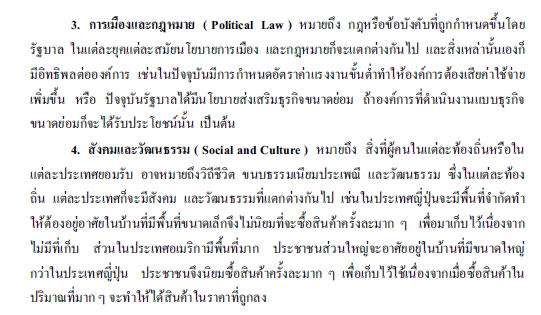 3. การเมืองและกฎหมาย ( Political Law ) หมายถึง กฎหรือข้อบังคับที่ถูกกำหนดขึ้นโดย
รัฐบาล ในแต่ละยุคแต่ละสมัยนโยบายการเมือง และกฎหมายก็จะแตกต่างกันไป และสิ่งเหล่านั้นเองก็
มีอิทธิพลต่อองค์การ เช่นในปัจจุบันมีการกำหนดอัตราค่าแรงงานขั้นต่ำทำให้องค์การต้องเสียค่าใช้จ่าย
เพิ่มขึ้น หรือ ปัจจุบันรัฐบาลได้มีนโยบายส่งเสริมธุรกิจขนาดย่อม ถ้าองค์การที่ดำเนินงานแบบธุรกิจ
ขนาดย่อมก็จะได้รับประโยชน์นั้น เป็นต้น
4. สังคมและวัฒนธรรม ( Social and Culture ) หมายถึง สิ่งที่ผู้คนในแต่ละท้องถิ่นหรือใน
แต่ละประเทศยอมรับ อาจหมายถึงวิถีชีวิต ขนบธรรมเนียมประเพณี และวัฒนธรรม ซึ่งในแต่ละท้อง
ถิ่น แต่ละประเทศก็จะมีสังคม และวัฒนธรรมที่แตกต่างกันไป เช่นในประเทศญี่ปุ่นจะมีพื้นที่จำกัดทำ
ให้ต้องอยู่อาศัยในบ้านที่มีพื้นที่ขนาดเล็กจึงไม่นิยมที่จะซื้อสินค้าครั้งละมาก ๆ เพื่อมาเก็บไว้เนื่องจาก
ไม่มีที่เก็บ ส่วนในประเทศอเมริกามีพื้นที่มาก ประชาชนส่วนใหญ่จะอาศัยอยู่ในบ้านที่มีขนาดใหญ่
กว่าในประเทศญี่ปุ่น ประชาชนจึงนิยมซื้อสินค้าครั้งละมาก ๆ เพื่อเก็บไว้ใช้เนื่องจากเมื่อซื้อสินค้าใน
ปริมาณที่มาก ๆ จะทำให้ได้สินค้าในราคาที่ถูกลง